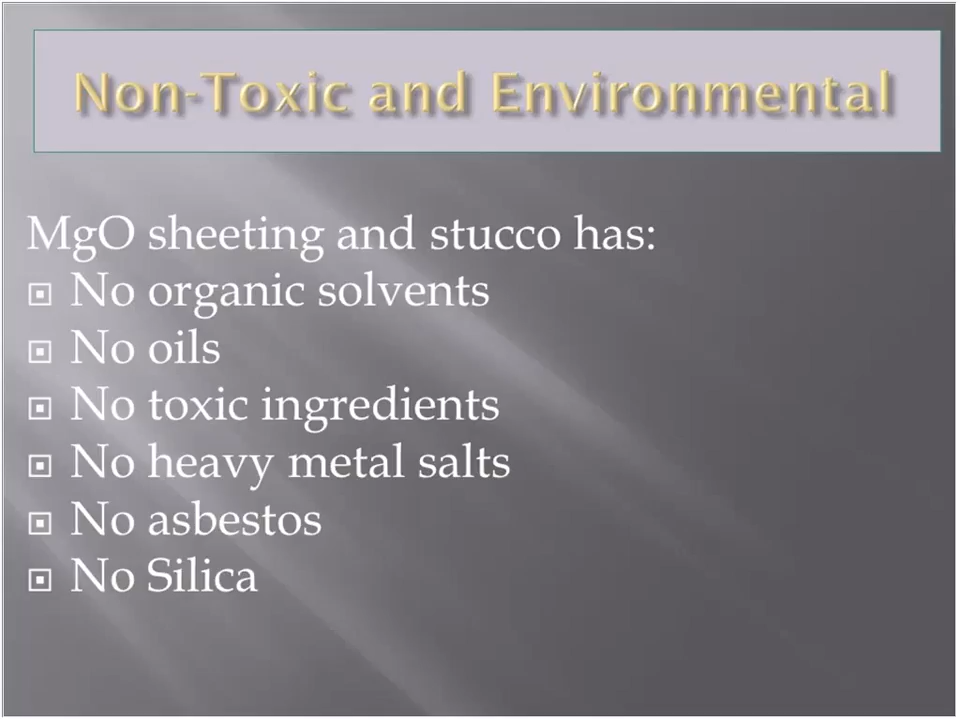 Non-Toxic and Environmental
MgO sheeting and stucco has:
No organic solvents
No oils
No toxic ingredients
No heavy metal salts
No asbestos
No Silica